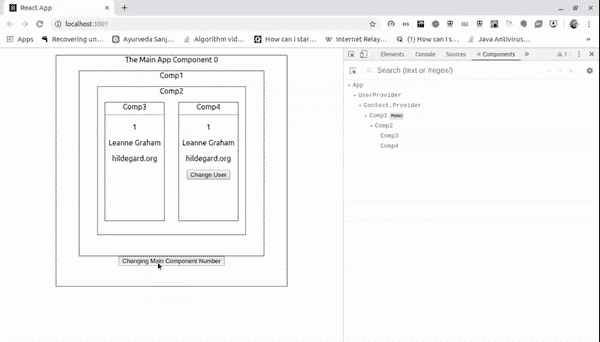 React App
localhost:3001
Apps
Recovering un...
Ayurveda Sanj...
Algorithm vid...
How can I star...
Internet Relay...
(1) How can I s...
Java Antivirus...
»
The Main App Component 0
Comp1
Comp2
Comp3
Comp4
1
1
Leanne Graham
Leanne Graham
hildegard.org
hildegard.org
Change User
Changing Main Component Number
Elements
Console
Sources
Components
»
1
Search (text or /regex/)
App
UserProvider
Context.Provider
Comp1 Memo
Comp2
Comp3
Comp4